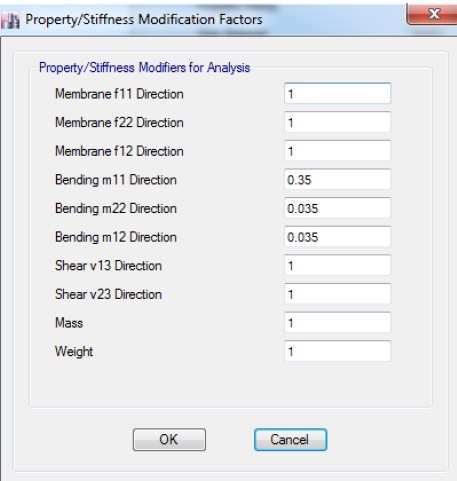 Property/Stiffness Modification Factors
Property/Stiffness Modifiers for Analysis
Membrane f11 Direction 1
Membrane f22 Direction 1
Membrane f12 Direction 1
Bending m11 Direction 0.35
Bending m22 Direction 0.035
Bending m12 Direction 0.035
Shear v13 Direction 1
Shear v23 Direction 1
Mass 1
Weight 1
OK Cancel